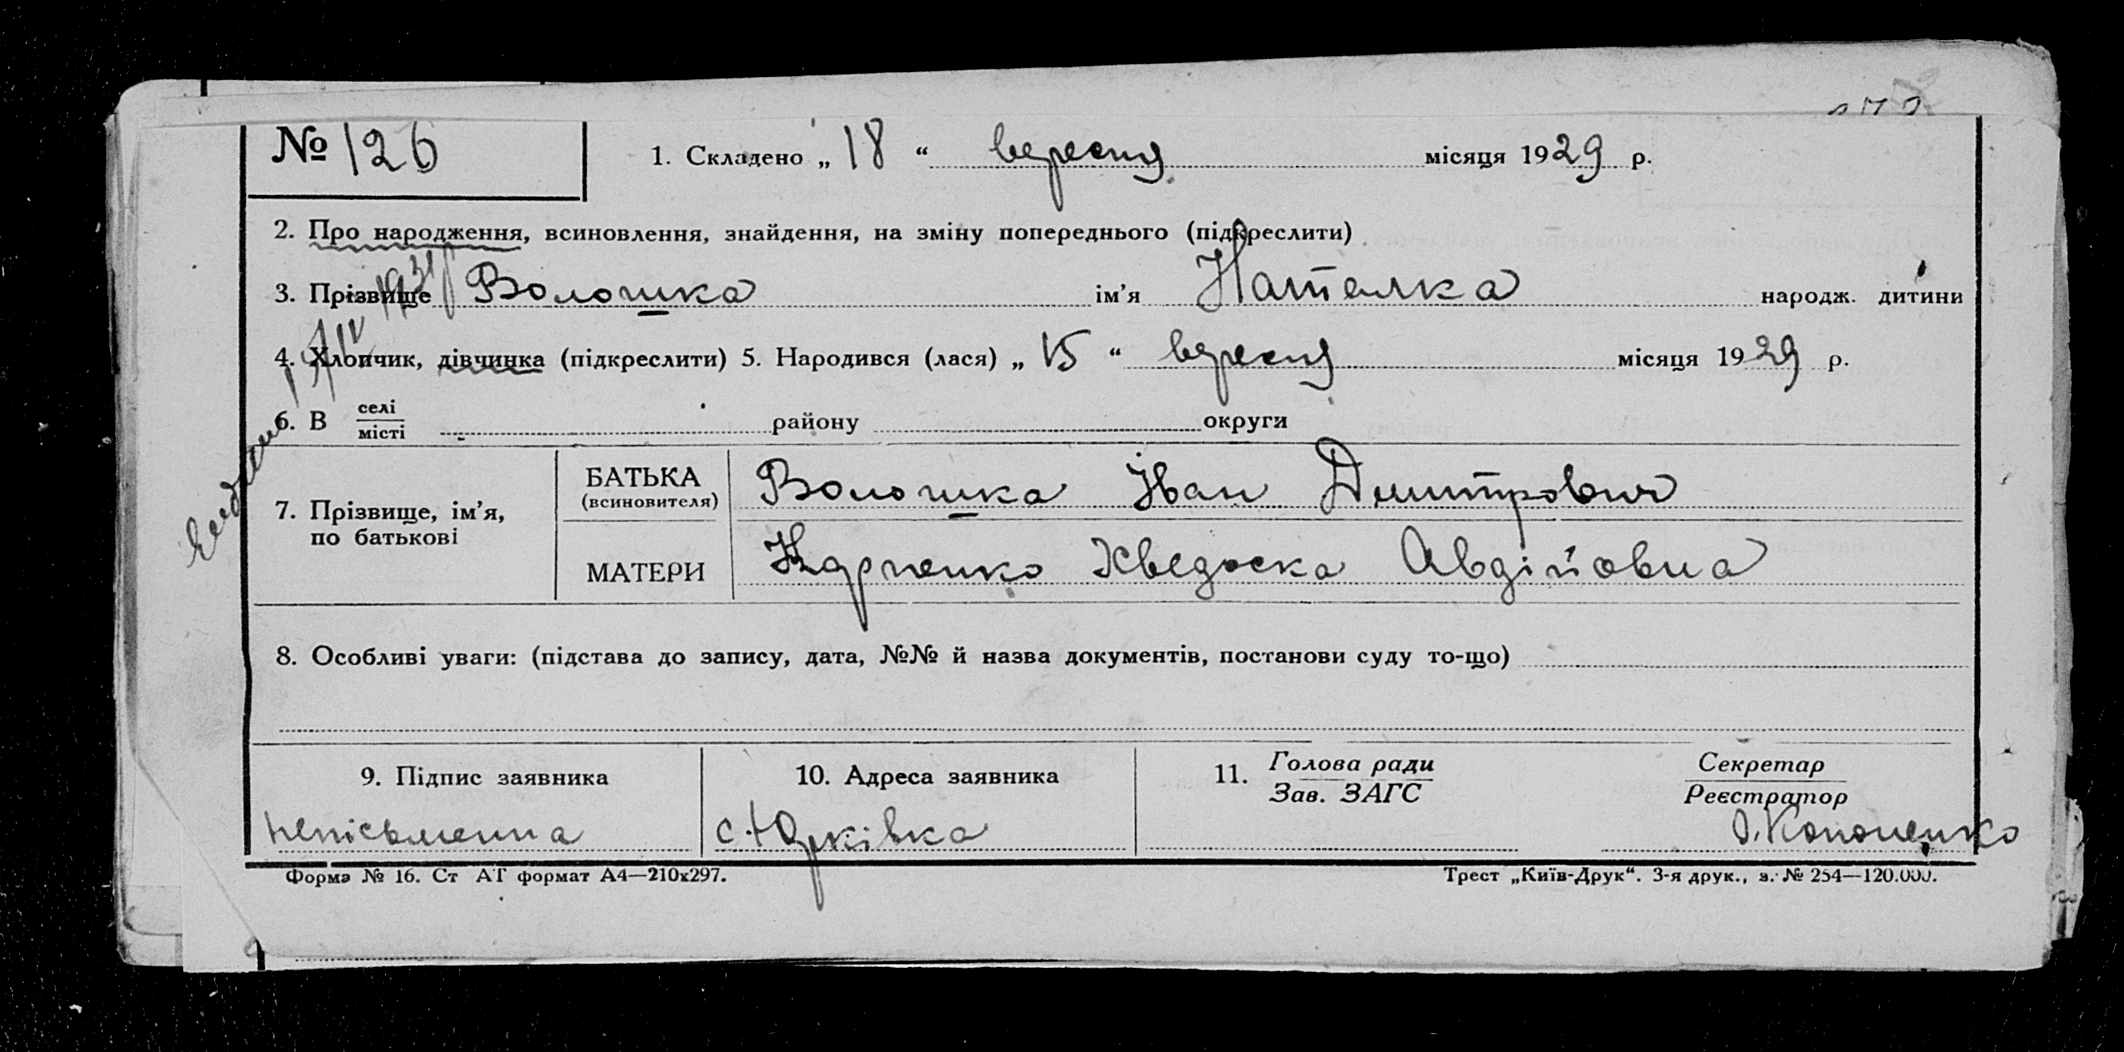 № 126
1. Складено „ 18 “ вересня місяця 1929 р.
2. Про народження, всиновлення, знайдення, на зміну попереднього (підкреслити)
3. Прізвище Волошка ім’я Наталка народж. дитини
4. Хлопчик, дівчинка (підкреслити) 5. Народився (лася) „ 15 “ вересня місяця 1929 р.
6. В селі місті району округи
7. Прізвище, ім’я, по батькові
БАТЬКА (всиновителя) Волошка Іван Дмитрович
МАТЕРИ Карпенко Хведоска Авдійовна
8. Особливі уваги: (підстава до запису, дата, №№ й назва документів, постанови суду то-що)
9. Підпис заявника
неписьменна
10. Адреса заявника
с. Юрківка
11. Голова ради
Зав. ЗАГС
Секретар
Реєстратор
О. Кононенко
Форма № 16. Ст АТ формат А4—210х297.
Трест „Київ-Друк“. 3-я друк., з. № 254—120.000.